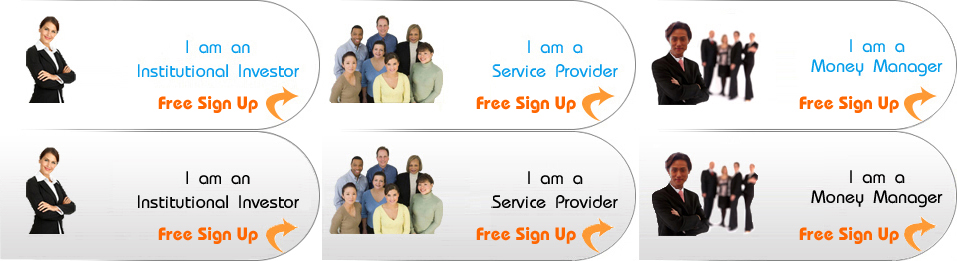 I am an
Institutional Investor
Free Sign Up
I am a
Service Provider
Free Sign Up
I am a
Money Manager
Free Sign Up
I am an
Institutional Investor
Free Sign Up
I am a
Service Provider
Free Sign Up
I am a
Money Manager
Free Sign Up